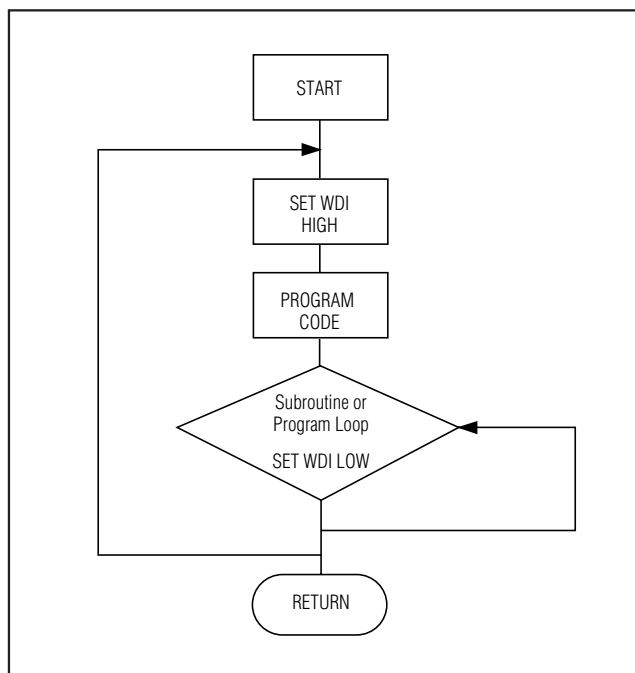 START
SET WDI
HIGH
PROGRAM
CODE
Subroutine or
Program Loop
SET WDI LOW
RETURN